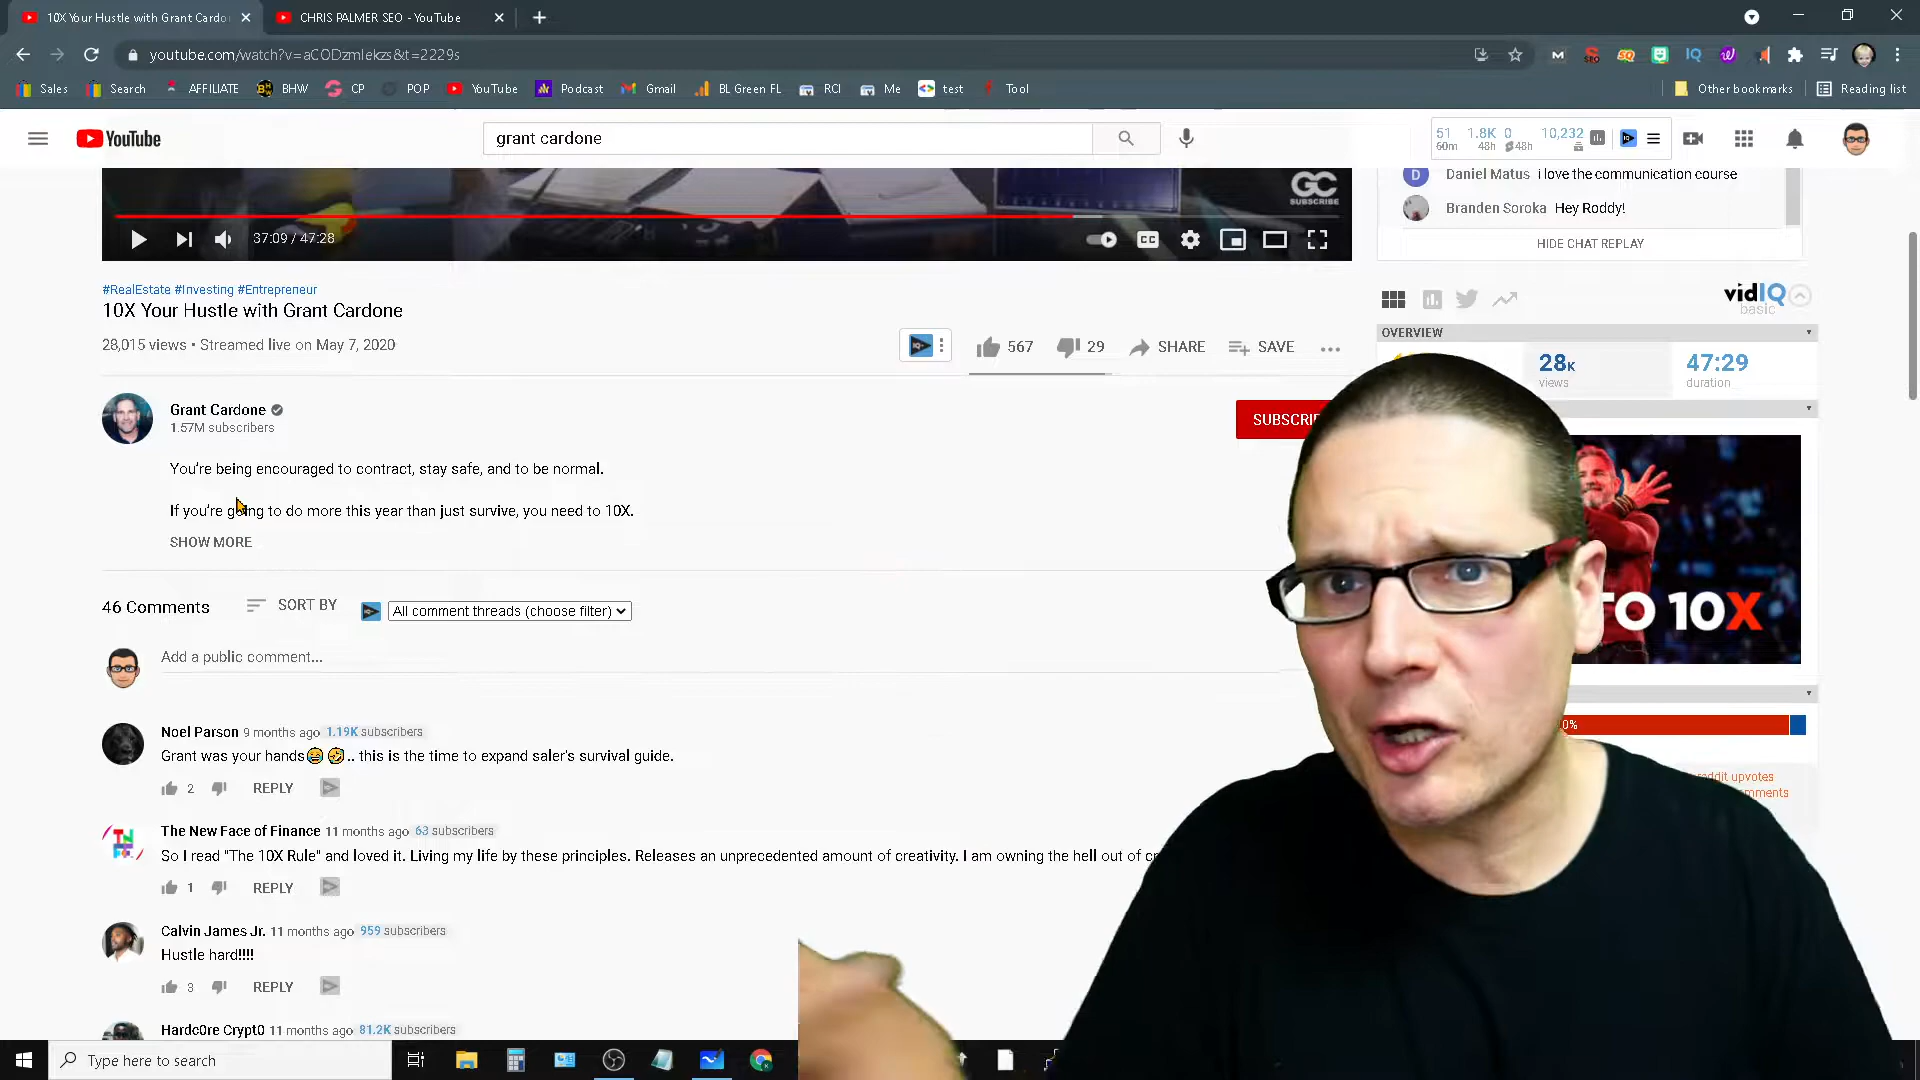 10X Your Hustle with Grant Cardo
CHRIS PALMER SEO - YouTube
youtube.com/watch?v=aCODzmlekzs&t=2229s
Sales
Search
AFFILIATE
BHW
CP
POP
YouTube
Podcast
Gmail
BL Green FL
RCI
Me
test
Tool
Other bookmarks
Reading list
YouTube
grant cardone
51 1.8K 0 10,232
60m 48h 48h
GC
SUBSCRIBE
37:09 / 47:28
CC
Daniel Matus i love the communication course
Branden Soroka Hey Roddy!
HIDE CHAT REPLAY
#RealEstate #Investing #Entrepreneur
10X Your Hustle with Grant Cardone
28,015 views • Streamed live on May 7, 2020
567
29
SHARE
SAVE
vidIQ
basic
OVERVIEW
28K
views
47:29
duration
Grant Cardone
1.57M subscribers
SUBSCRI
You're being encouraged to contract, stay safe, and to be normal.
If you're going to do more this year than just survive, you need to 10X.
SHOW MORE
TO 10X
46 Comments
SORT BY
All comment threads (choose filter)
Add a public comment...
0%
reddit upvotes
Noel Parson 9 months ago 1.19K subscribers
Grant was your hands😂🤣.. this is the time to expand saler's survival guide.
2 REPLY
The New Face of Finance 11 months ago 63 subscribers
So I read "The 10X Rule" and loved it. Living my life by these principles. Releases an unprecedented amount of creativity. I am owning the hell out of
1 REPLY
Calvin James Jr. 11 months ago 959 subscribers
Hustle hard!!!!
3 REPLY
Hardc0re Crypt0 11 months ago 81.2K subscribers
Type here to search